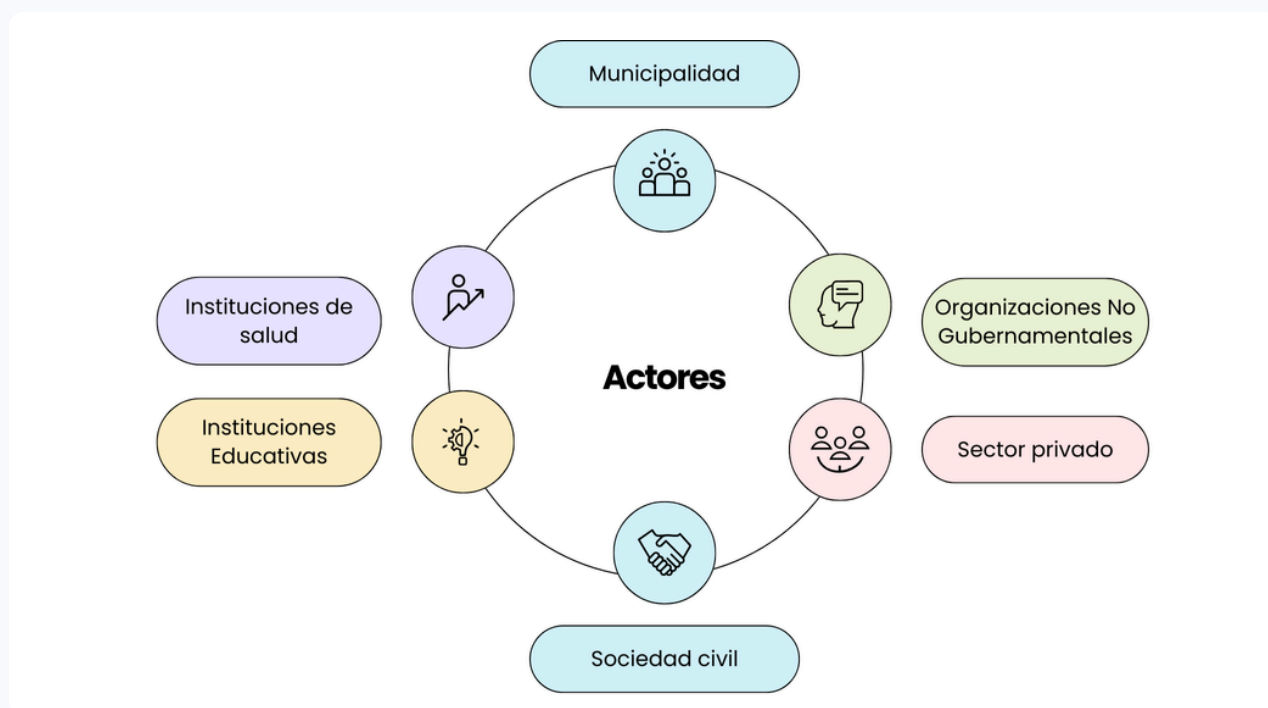 Municipalidad
Instituciones de
salud
Organizaciones No
Gubernamentales
Actores
Instituciones
Educativas
Sector privado
Sociedad civil